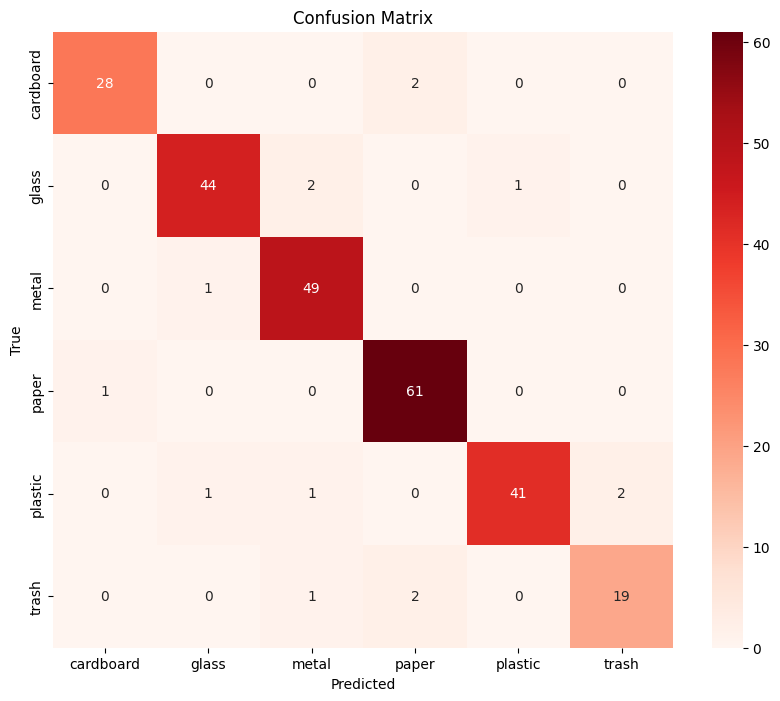 Confusion Matrix
cardboard 28 0 0 2 0 0
glass 0 44 2 0 1 0
metal 0 1 49 0 0 0
paper 1 0 0 61 0 0
plastic 0 1 1 0 41 2
trash 0 0 1 2 0 19
cardboard glass metal paper plastic trash
Predicted
True
60
50
40
30
20
10
0